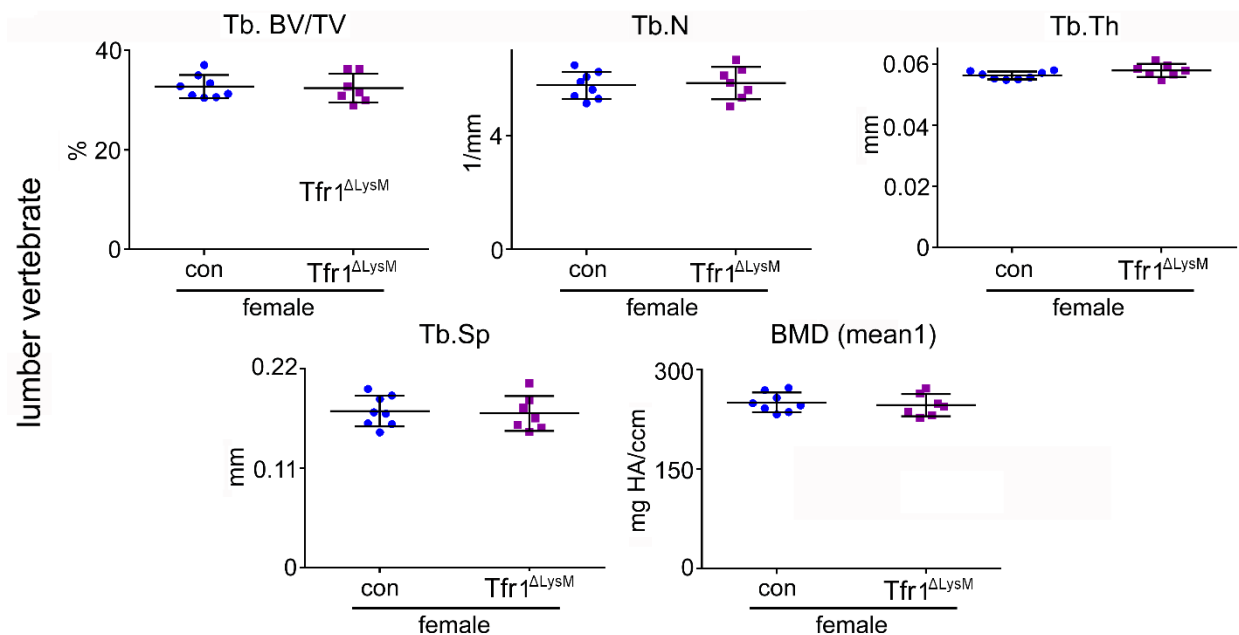 Tb. BV/TV
40
20
0
%
Tfr1ΔLysM
con
Tfr1ΔLysM
female
Tb.N
4
0
1/mm
con
Tfr1ΔLysM
female
Tb.Th
0.06
0.04
0.02
0
mm
con
Tfr1ΔLysM
female
lumber vertebrate
Tb.Sp
0.22
0.11
0
mm
con
Tfr1ΔLysM
female
BMD (mean1)
300
150
0
mg HA/ccm
con
Tfr1ΔLysM
female